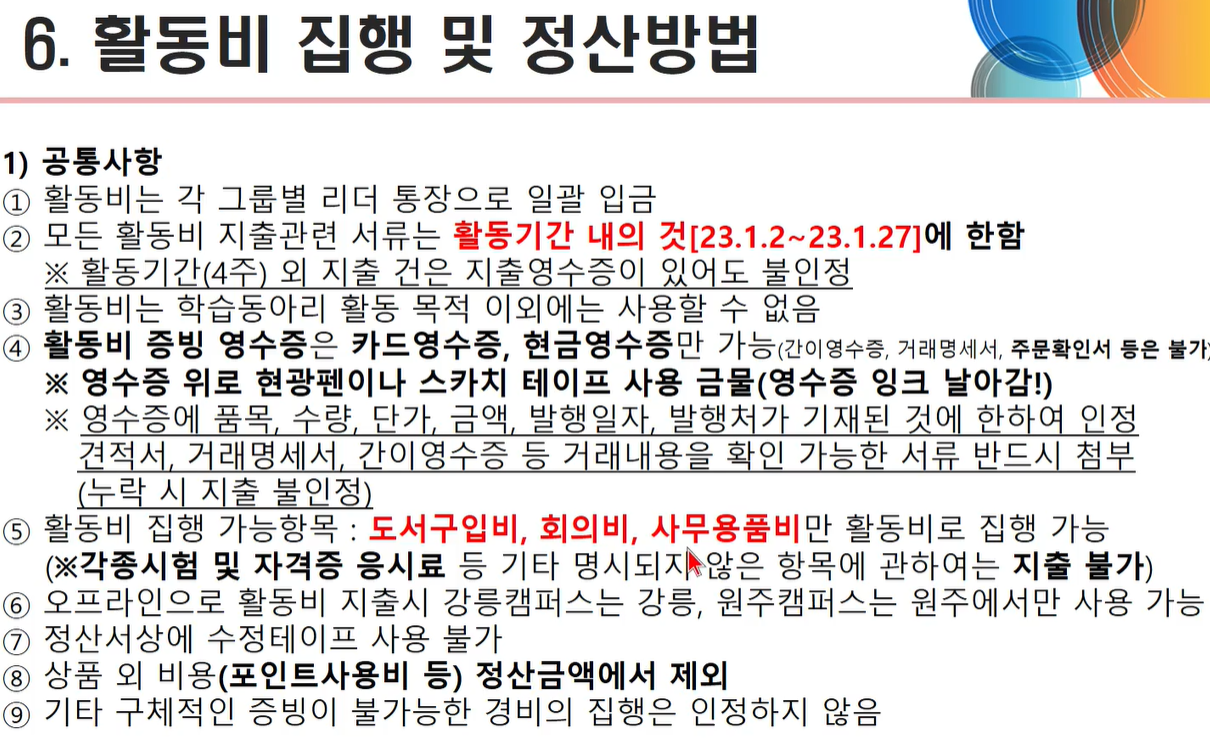 6. 활동비 집행 및 정산방법
1) 공통사항
① 활동비는 각 그룹별 리더 통장으로 일괄 입금
② 모든 활동비 지출관련 서류는 활동기간 내의 것[23.1.2~23.1.27]에 한함
※ 활동기간(4주) 외 지출 건은 지출영수증이 있어도 불인정
③ 활동비는 학습동아리 활동 목적 이외에는 사용할 수 없음
④ 활동비 증빙 영수증은 카드영수증, 현금영수증만 가능(간이영수증, 거래명세서, 주문확인서 등은 불가)
※ 영수증 위로 현광펜이나 스카치 테이프 사용 금물(영수증 잉크 날아감!)
※ 영수증에 품목, 수량, 단가, 금액, 발행일자, 발행처가 기재된 것에 한하여 인정
견적서, 거래명세서, 간이영수증 등 거래내용을 확인 가능한 서류 반드시 첨부
(누락 시 지출 불인정)
⑤ 활동비 집행 가능항목 : 도서구입비, 회의비, 사무용품비만 활동비로 집행 가능
(※각종시험 및 자격증 응시료 등 기타 명시되지 않은 항목에 관하여는 지출 불가)
⑥ 오프라인으로 활동비 지출시 강릉캠퍼스는 강릉, 원주캠퍼스는 원주에서만 사용 가능
⑦ 정산서상에 수정테이프 사용 불가
⑧ 상품 외 비용(포인트사용비 등) 정산금액에서 제외
⑨ 기타 구체적인 증빙이 불가능한 경비의 집행은 인정하지 않음